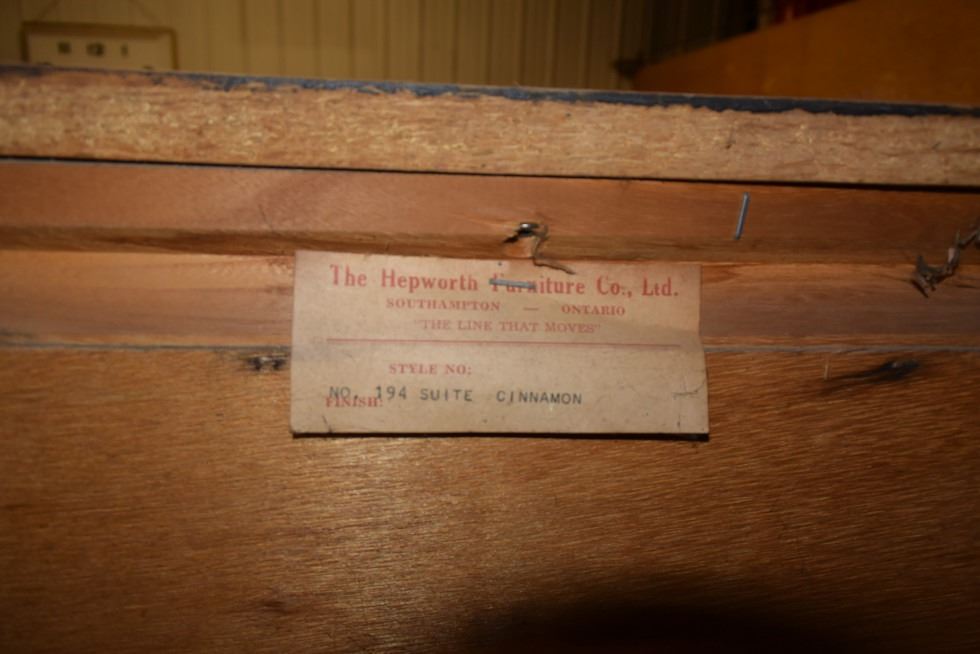 The Hepworth Furniture Co., Ltd.
SOUTHAMPTON — ONTARIO
"THE LINE THAT MOVES"
STYLE NO:
NO. 194 SUITE CINNAMON
FINISH: